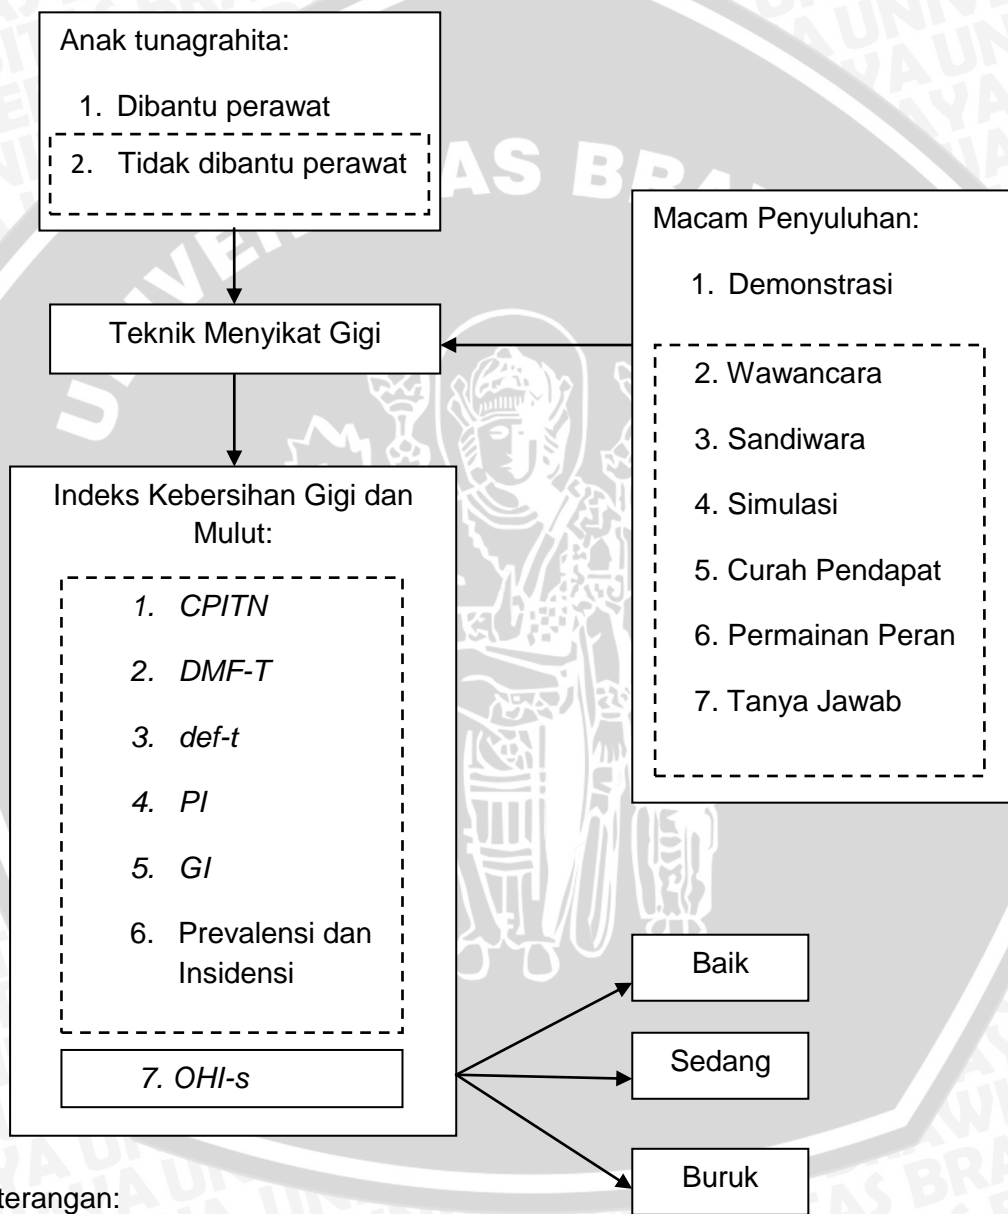 Anak tunagrahita:
1. Dibantu perawat
2. Tidak dibantu perawat
Macam Penyuluhan:
1. Demonstrasi
2. Wawancara
3. Sandiwara
4. Simulasi
5. Curah Pendapat
6. Permainan Peran
7. Tanya Jawab
Teknik Menyikat Gigi
Indeks Kebersihan Gigi dan
Mulut:
1. CPITN
2. DMF-T
3. def-t
4. PI
5. GI
6. Prevalensi dan
Insidensi
7. OHI-s
Baik
Sedang
Buruk
terangan: